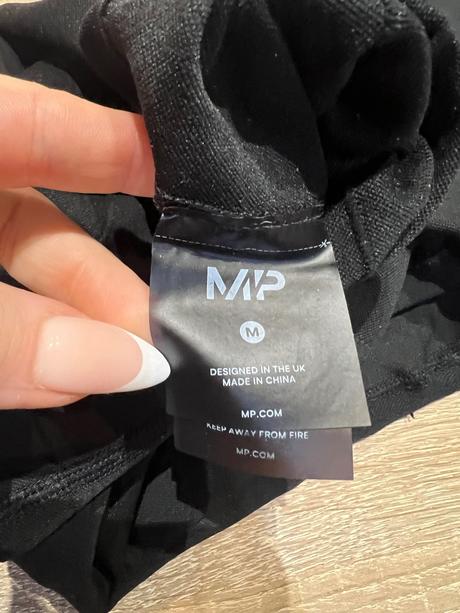 MP
M
DESIGNED IN THE UK
MADE IN CHINA
MP.COM
KEEP AWAY FROM FIRE
MP.COM